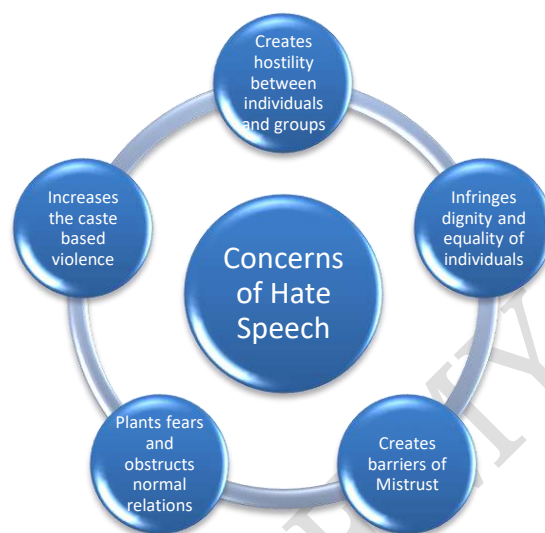 Creates
hostility
between
individuals
and groups
Infringes
dignity and
equality of
individuals
Creates
barriers of
Mistrust
Plants fears
and
obstructs
normal
relations
Increases
the caste
based
violence
Concerns
of Hate
Speech